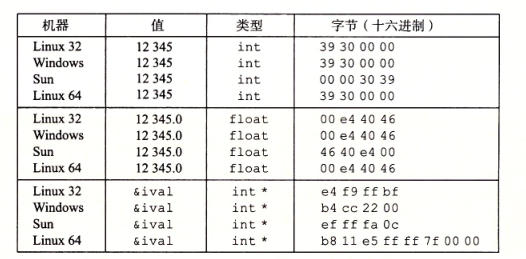 机器 值 类型 字节（十六进制）
Linux 32 12 345 int 39 30 00 00
Windows 12 345 int 39 30 00 00
Sun 12 345 int 00 00 30 39
Linux 64 12 345 int 39 30 00 00
Linux 32 12 345.0 float 00 e4 40 46
Windows 12 345.0 float 00 e4 40 46
Sun 12 345.0 float 46 40 e4 00
Linux 64 12 345.0 float 00 e4 40 46
Linux 32 &ival int * e4 f9 ff bf
Windows &ival int * b4 cc 22 00
Sun &ival int * ef ff fa 0c
Linux 64 &ival int * b8 11 e5 ff ff 7f 00 00